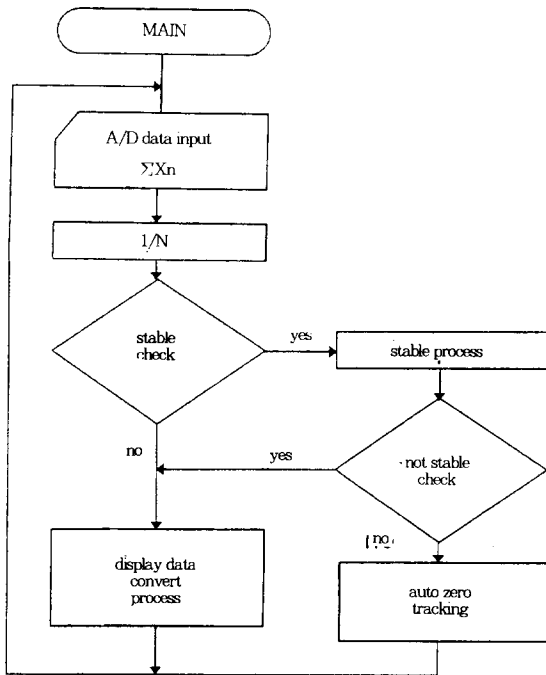 MAIN
A/D data input
ΣXn
1/N
stable
check
yes
stable process
no
yes
not stable
check
no
display data
convert
process
auto zero
tracking